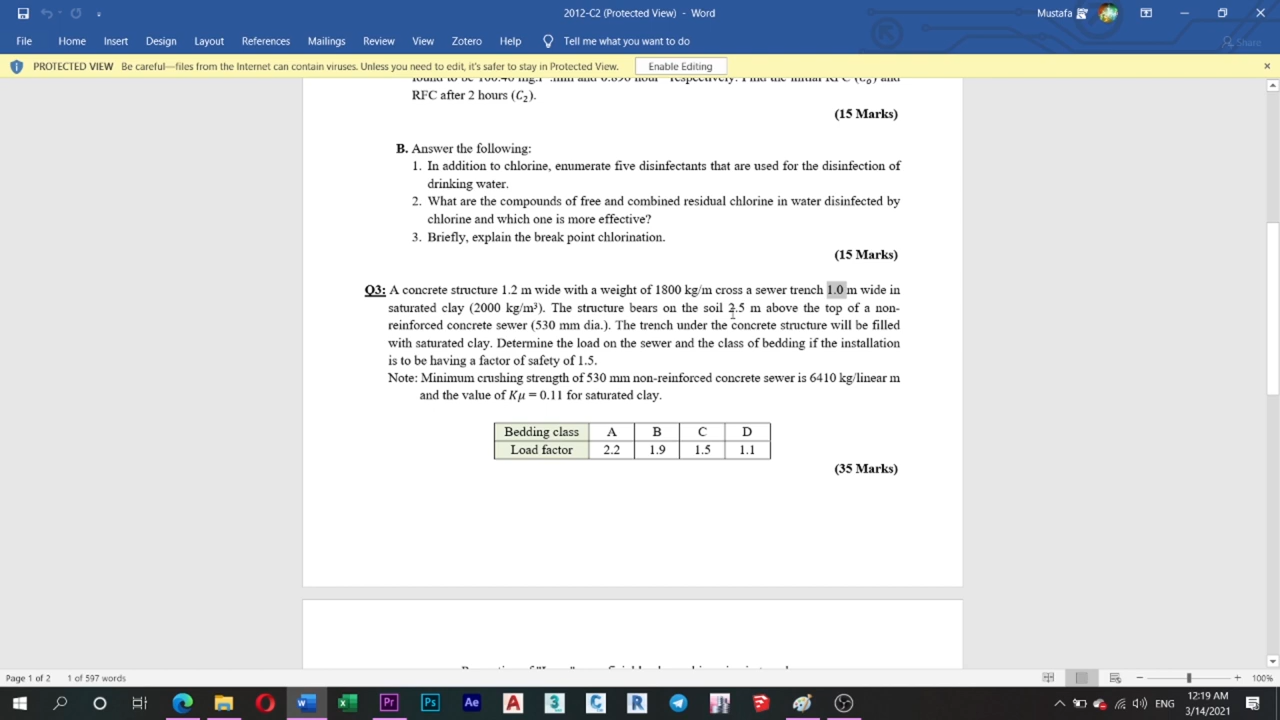 2012-C2 (Protected View) - Word
Mustafa
File Home Insert Design Layout References Mailings Review View Zotero Help Tell me what you want to do Share
PROTECTED VIEW Be careful—files from the Internet can contain viruses. Unless you need to edit, it's safer to stay in Protected View. Enable Editing
RFC after 2 hours (C₂).
(15 Marks)
B. Answer the following:
1. In addition to chlorine, enumerate five disinfectants that are used for the disinfection of
drinking water.
2. What are the compounds of free and combined residual chlorine in water disinfected by
chlorine and which one is more effective?
3. Briefly, explain the break point chlorination.
(15 Marks)
Q3: A concrete structure 1.2 m wide with a weight of 1800 kg/m cross a sewer trench 1.0 m wide in
saturated clay (2000 kg/m³). The structure bears on the soil 2.5 m above the top of a non-
reinforced concrete sewer (530 mm dia.). The trench under the concrete structure will be filled
with saturated clay. Determine the load on the sewer and the class of bedding if the installation
is to be having a factor of safety of 1.5.
Note: Minimum crushing strength of 530 mm non-reinforced concrete sewer is 6410 kg/linear m
and the value of Kμ = 0.11 for saturated clay.
Bedding class A B C D
Load factor 2.2 1.9 1.5 1.1
(35 Marks)
Page 1 of 2 1 of 597 words 100%
12:19 AM
ENG
3/14/2021